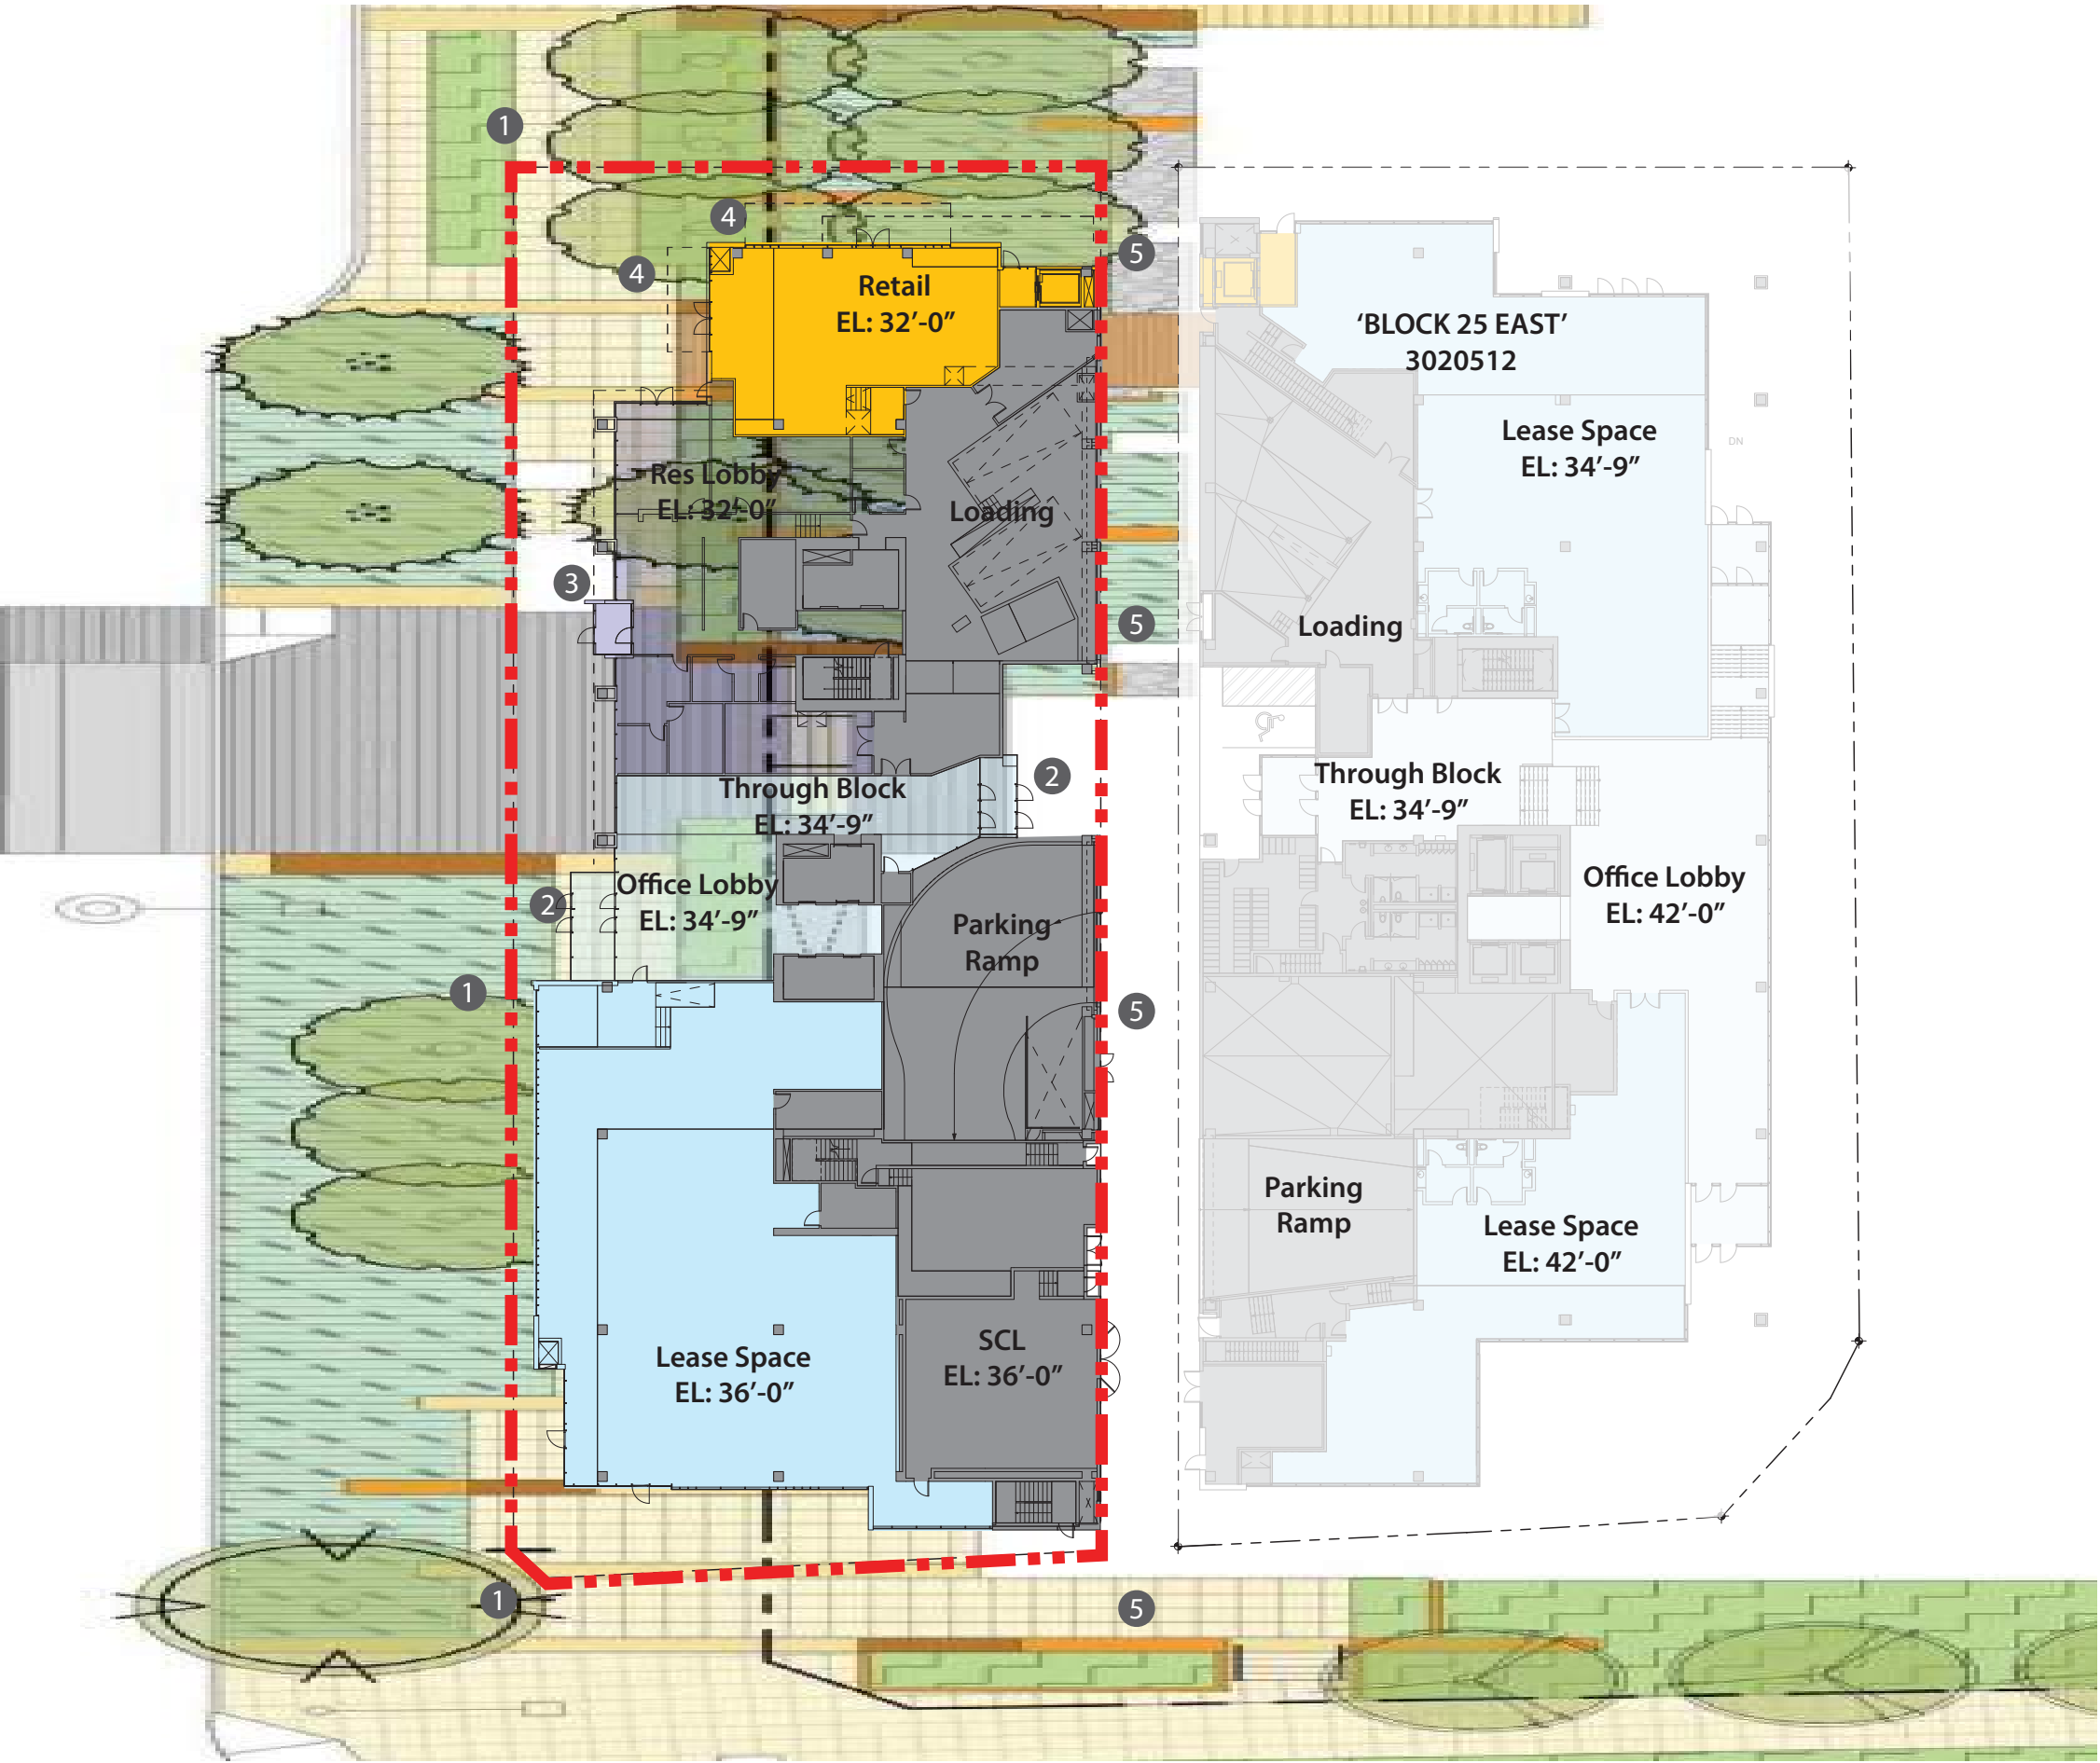 1
4
4
5
Retail
EL: 32’-0”
‘BLOCK 25 EAST’
3020512
Lease Space
EL: 34’-9”
DN
Res Lobby
EL: 32’-0”
Loading
3
5
Loading
Through Block
EL: 34’-9”
2
Through Block
EL: 34’-9”
Office Lobby
EL: 34’-9”
2
Parking
Ramp
Office Lobby
EL: 42’-0”
1
5
Parking
Ramp
Lease Space
EL: 42’-0”
Lease Space
EL: 36’-0”
SCL
EL: 36’-0”
1
5